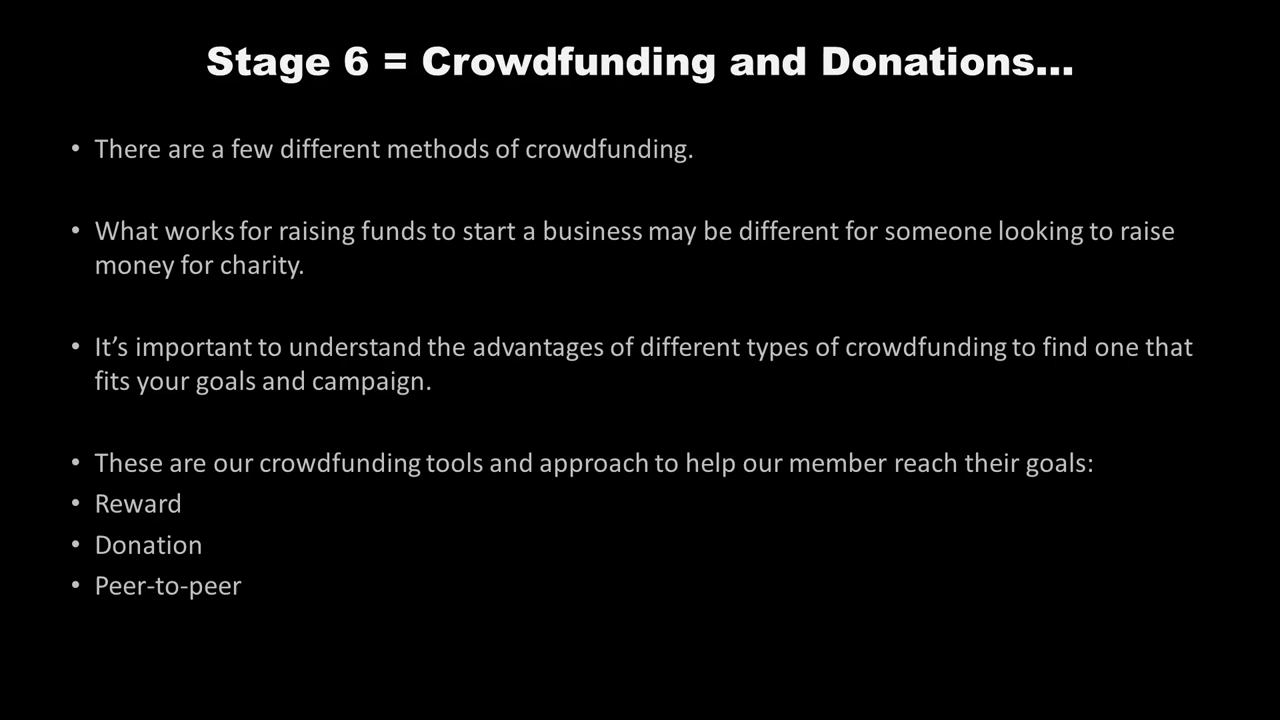 Stage 6 = Crowdfunding and Donations...
• There are a few different methods of crowdfunding.
• What works for raising funds to start a business may be different for someone looking to raise
money for charity.
• It’s important to understand the advantages of different types of crowdfunding to find one that
fits your goals and campaign.
• These are our crowdfunding tools and approach to help our member reach their goals:
• Reward
• Donation
• Peer-to-peer